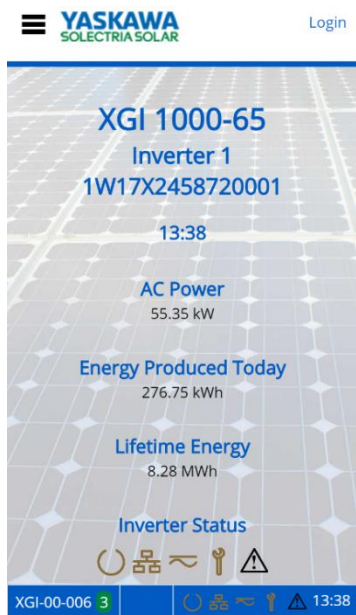 YASKAWA
SOLECTRIA SOLAR
Login
XGI 1000-65
Inverter 1
1W17X2458720001
13:38
AC Power
55.35 kW
Energy Produced Today
276.75 kWh
Lifetime Energy
8.28 MWh
Inverter Status
XGI-00-006 3 13:38